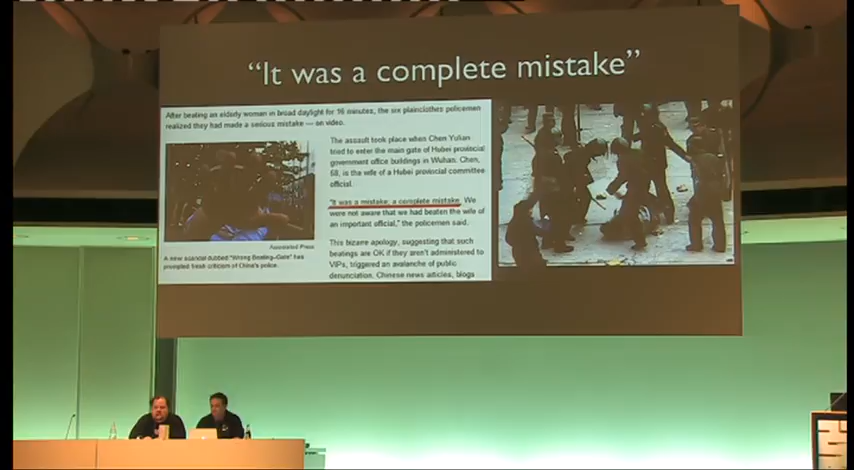 “It was a complete mistake”
After beating an elderly woman in broad daylight for 16 minutes, the six plainclothes policemen
realized they had made a serious mistake — on video.
Associated Press
A new scandal dubbed "Wrong Beating-Gate" has
prompted fresh criticism of China's police.
The assault took place when Chen Yulian
tried to enter the main gate of Hubei provincial
government office buildings in Wuhan. Chen,
58, is the wife of a Hubei provincial committee
official.
"It was a mistake; a complete mistake. We
were not aware that we had beaten the wife of
an important official," the policemen said.
This bizarre apology, suggesting that such
beatings are OK if they aren't administered to
VIPs, triggered an avalanche of public
denunciation. Chinese news articles, blogs